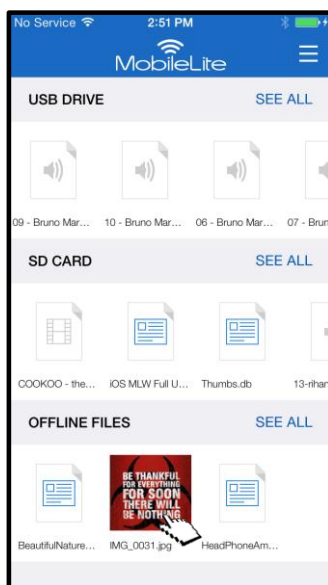 No Service 2:51 PM
MobileLite
USB DRIVE SEE ALL
09 - Bruno Mar... 10 - Bruno Mar... 06 - Bruno Mar... 07 - Brun
SD CARD SEE ALL
COOKOO - the... iOS MLW Full U... Thumbs.db 13-rihan
OFFLINE FILES SEE ALL
BE THANKFUL
FOR EVERYTHING
FOR SOON
THERE WILL
BE NOTHING
BeautifulNature... IMG_0031.jpg HeadPhoneAm...